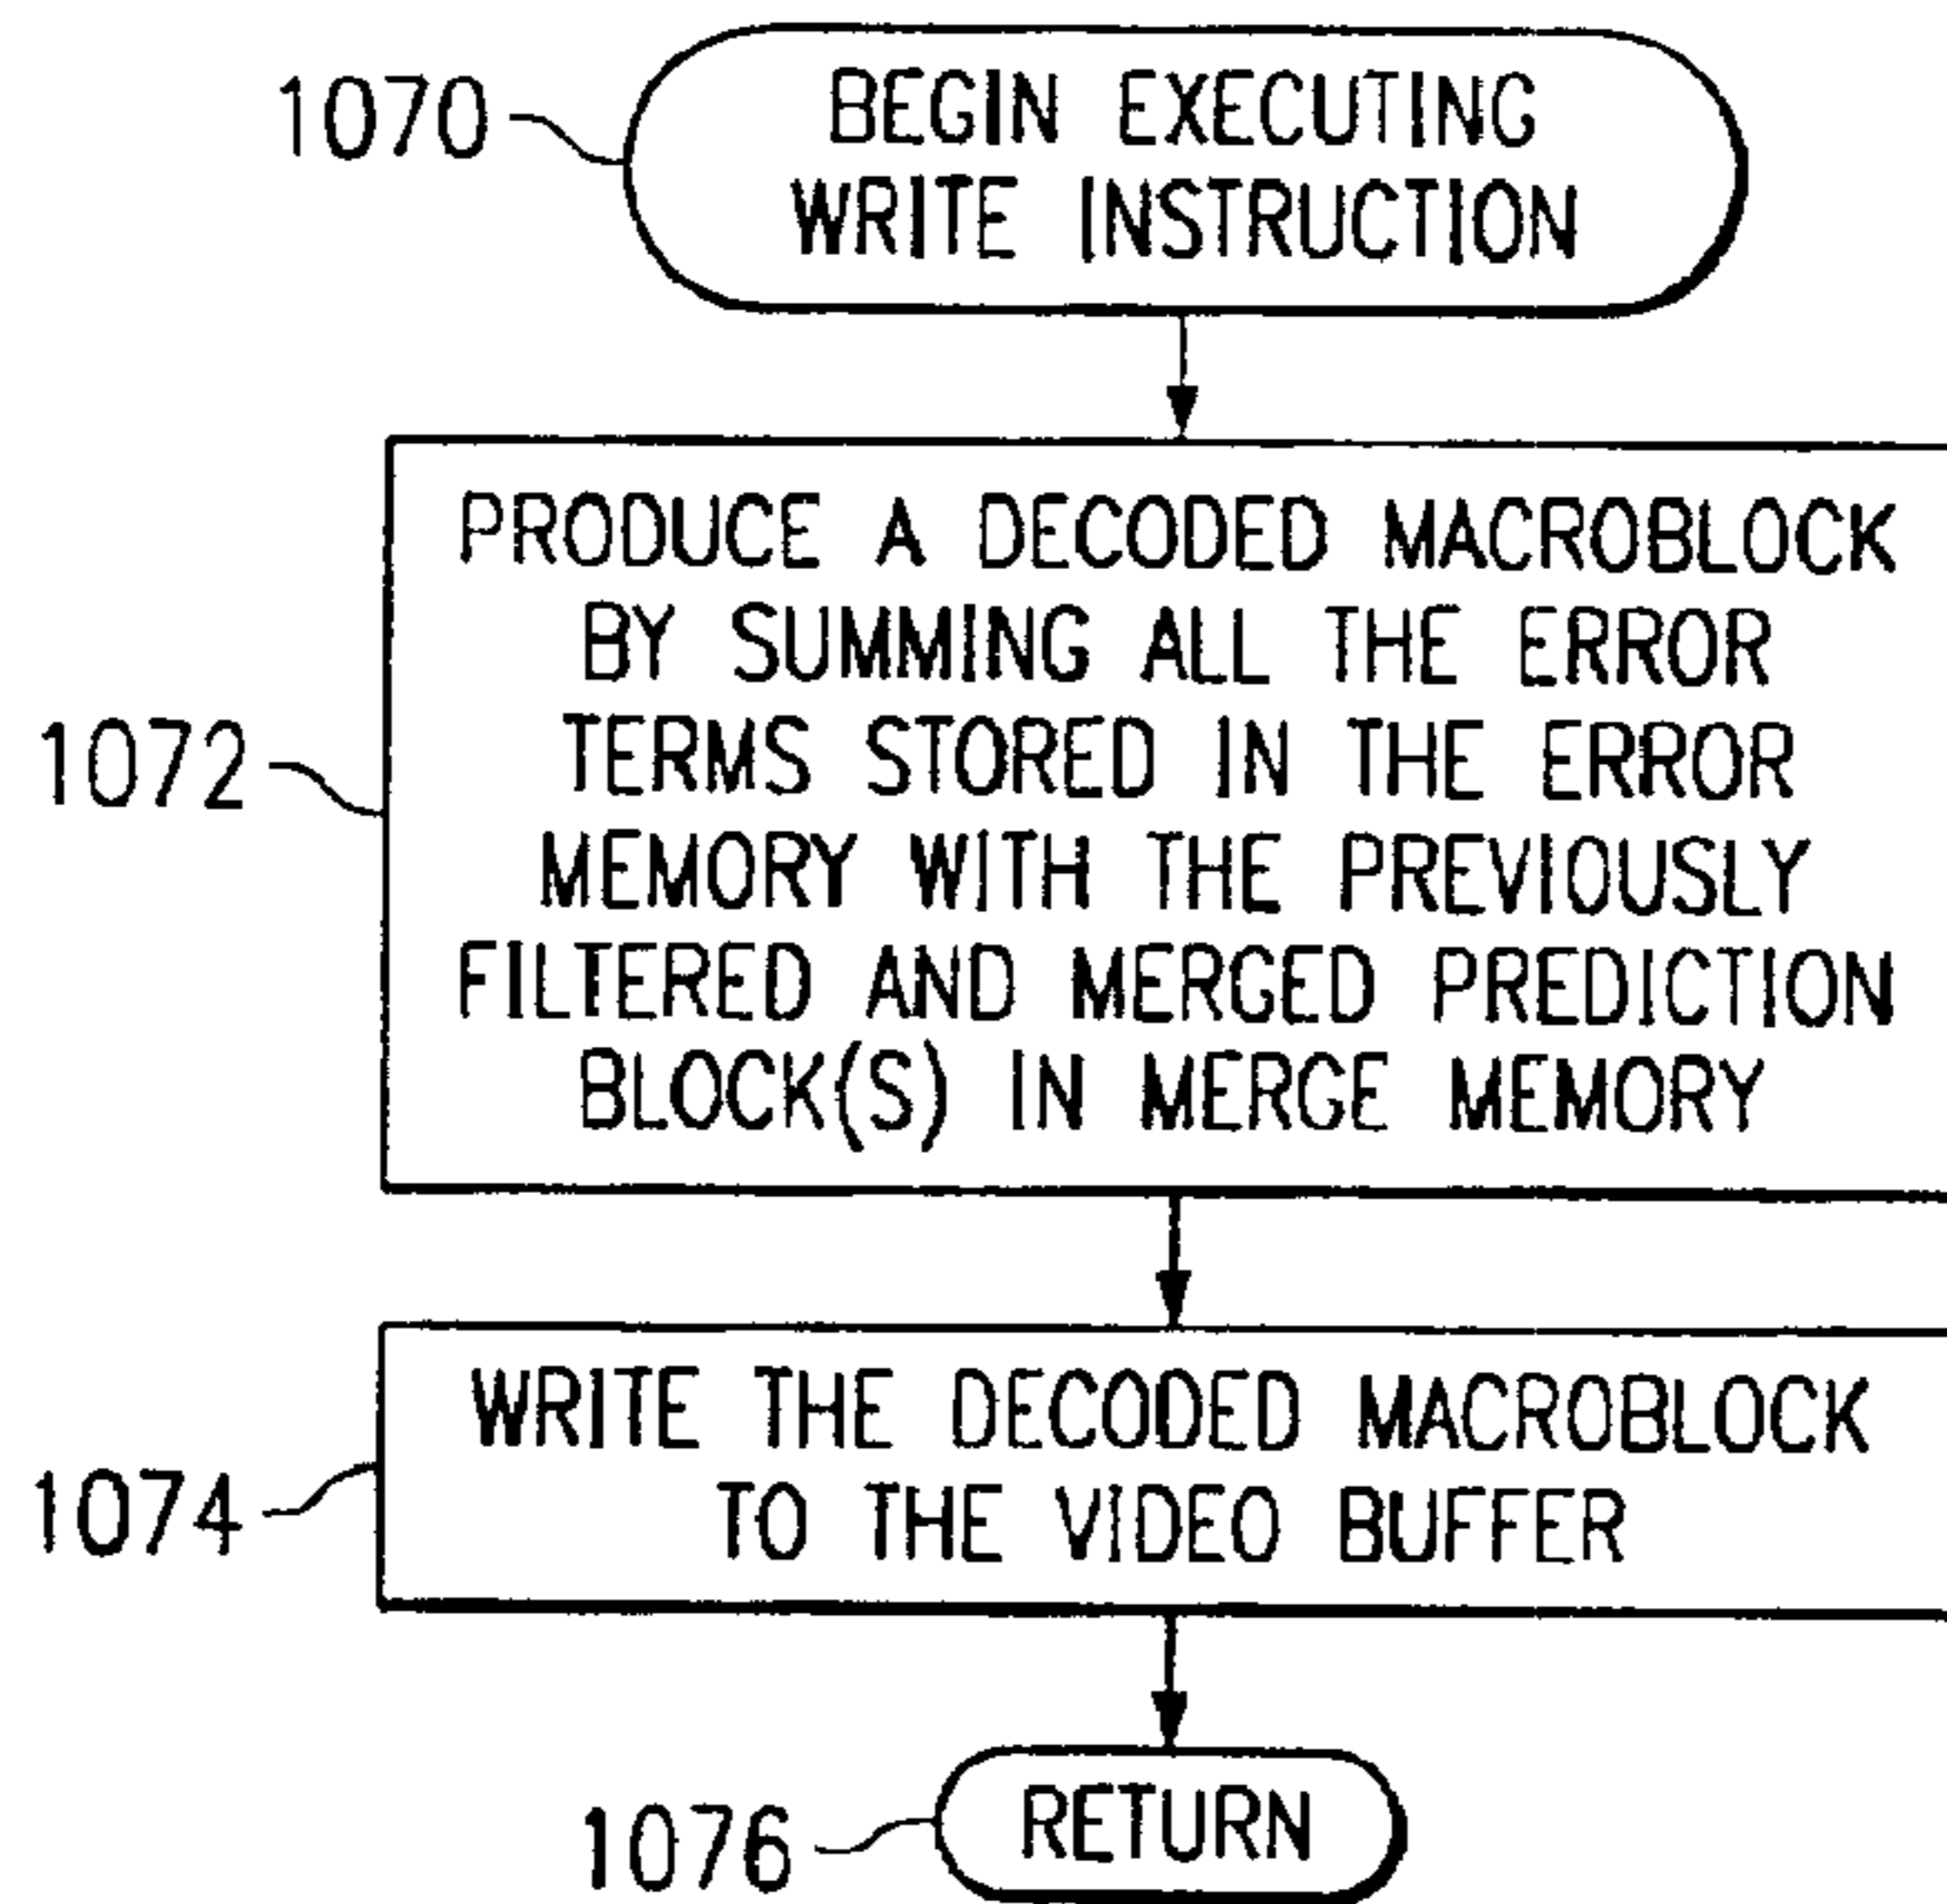 1070
BEGIN EXECUTING
WRITE INSTRUCTION
PRODUCE A DECODED MACROBLOCK
BY SUMMING ALL THE ERROR
1072
TERMS STORED IN THE ERROR
MEMORY WITH THE PREVIOUSLY
FILTERED AND MERGED PREDICTION
BLOCK(S) IN MERGE MEMORY
1074
WRITE THE DECODED MACROBLOCK
TO THE VIDEO BUFFER
1076
RETURN